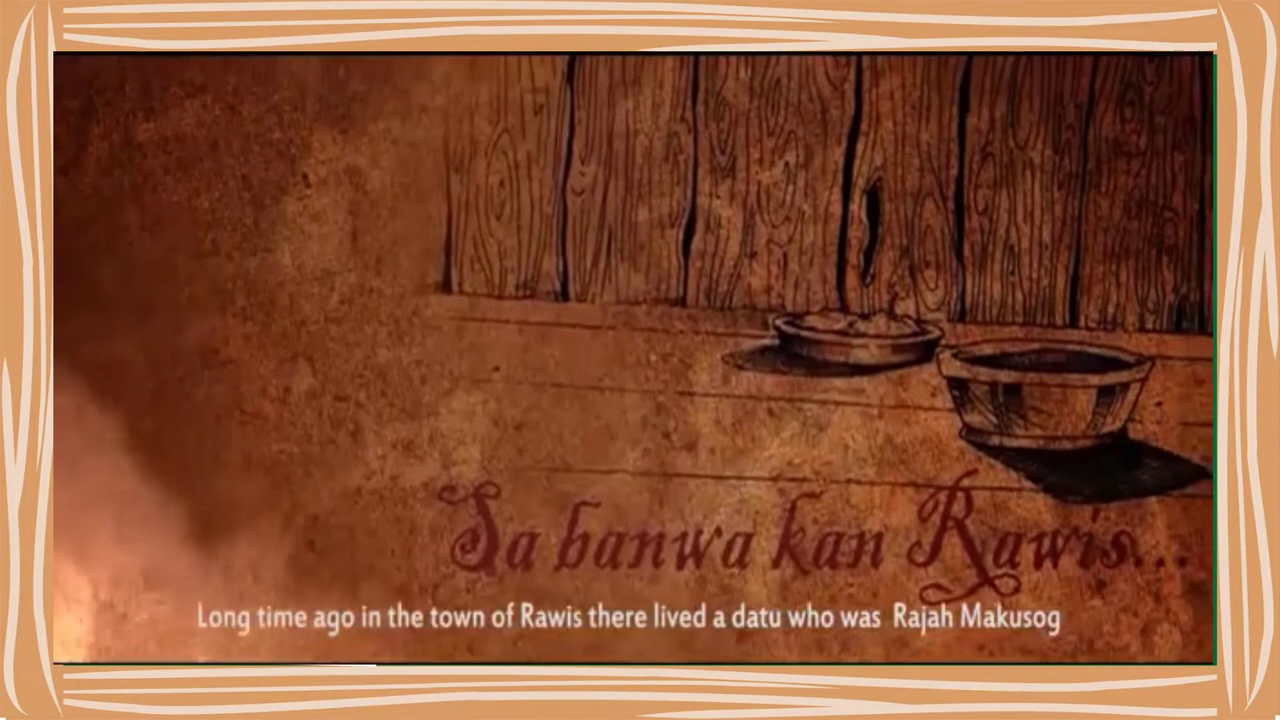 Sa banwa kan Rawis...
Long time ago in the town of Rawis there lived a datu who was  Rajah Makusog